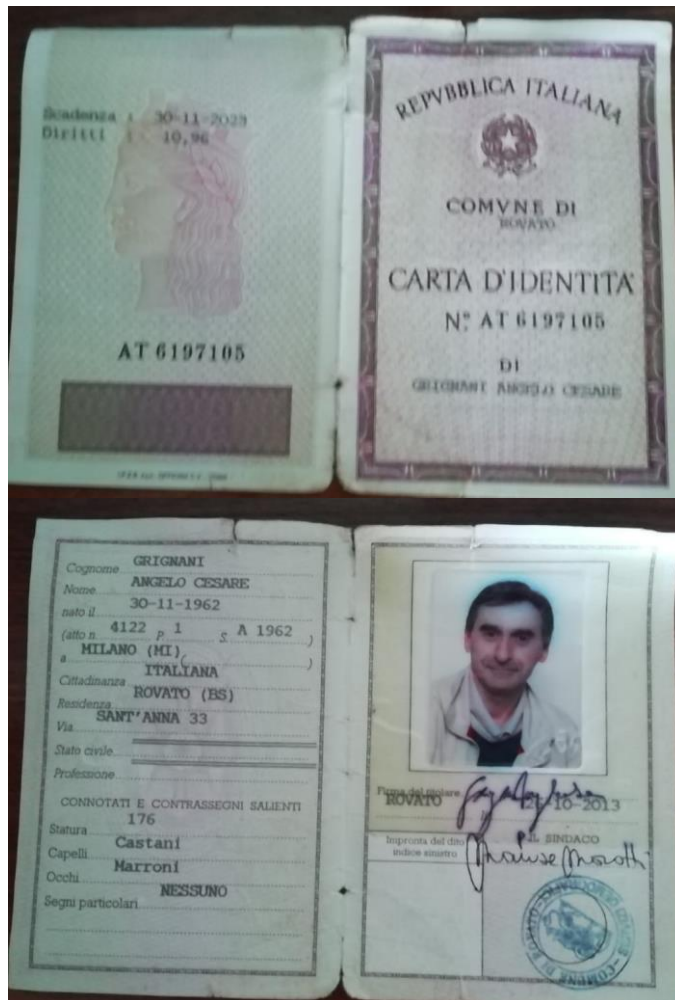 Scadenza : 30-11-2023
Diritti : 10,96
AT 6197105
REPVBBLICA ITALIANA
COMVNE DI
ROVATO
CARTA D'IDENTITA'
N° AT 6197105
DI
GRIGNANI ANGELO CESARE
Cognome GRIGNANI
Nome ANGELO CESARE
nato il 30-11-1962
(atto n. 4122 P. 1 S. A 1962 )
a MILANO (MI) ( )
Cittadinanza ITALIANA
Residenza ROVATO (BS)
Via SANT'ANNA 33
Stato civile
Professione
CONNOTATI E CONTRASSEGNI SALIENTI
Statura 176
Capelli Castani
Occhi Marroni
Segni particolari NESSUNO
Firma del titolare
ROVATO 10-2013
Impronta del dito
indice sinistro
IL SINDACO
COMUNE DI ROVATO